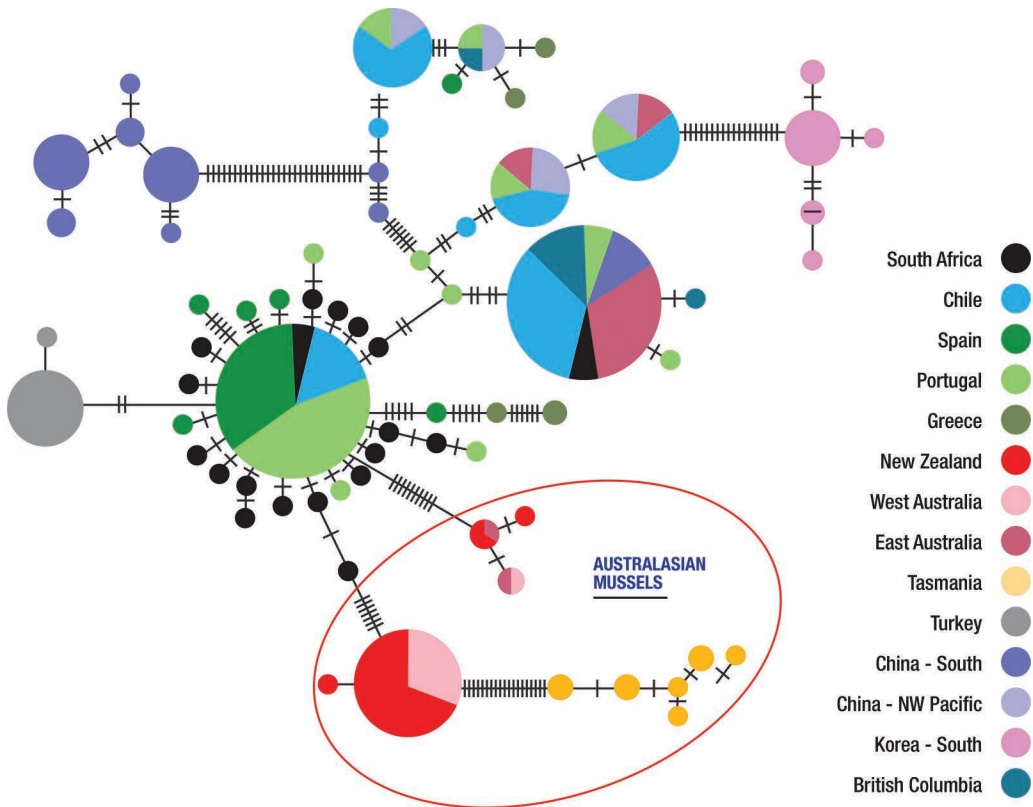 South Africa
Chile
Spain
Portugal
Greece
New Zealand
West Australia
East Australia
Tasmania
Turkey
China - South
China - NW Pacific
Korea - South
British Columbia
AUSTRALASIAN
MUSSELS